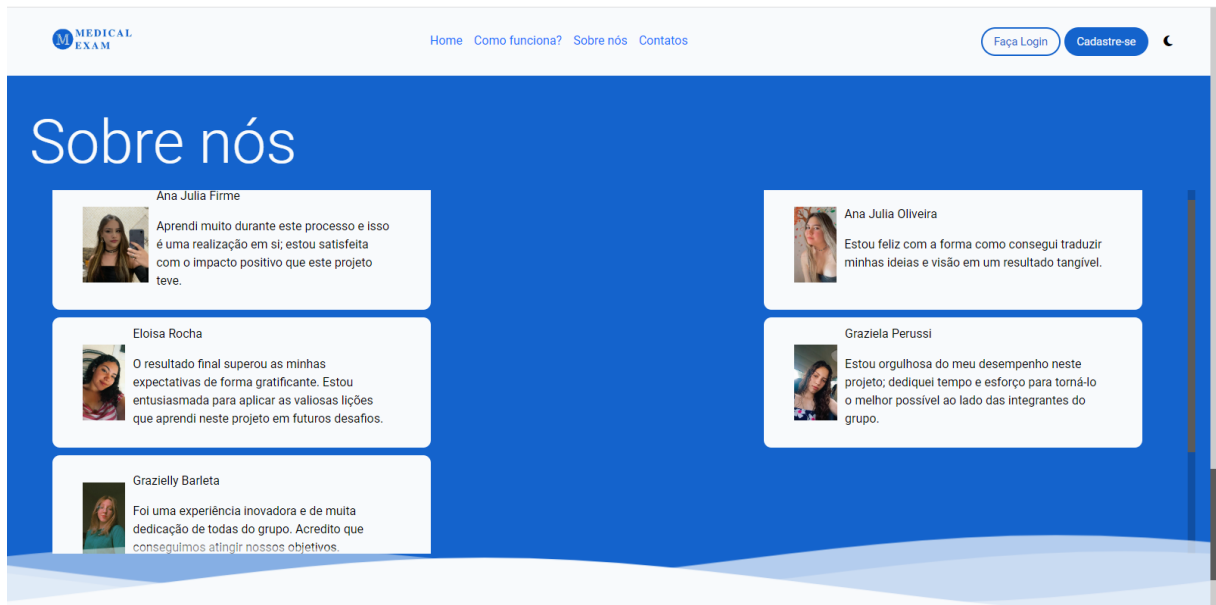 M MEDICAL
EXAM
Home Como funciona? Sobre nós Contatos
Faça Login Cadastre-se
Sobre nós
Ana Julia Firme
Aprendi muito durante este processo e isso
é uma realização em si; estou satisfeita
com o impacto positivo que este projeto
teve.
Ana Julia Oliveira
Estou feliz com a forma como consegui traduzir
minhas ideias e visão em um resultado tangível.
Eloisa Rocha
O resultado final superou as minhas
expectativas de forma gratificante. Estou
entusiasmada para aplicar as valiosas lições
que aprendi neste projeto em futuros desafios.
Graziela Perussi
Estou orgulhosa do meu desempenho neste
projeto; dediquei tempo e esforço para torná-lo
o melhor possível ao lado das integrantes do
grupo.
Grazielly Barleta
Foi uma experiência inovadora e de muita
dedicação de todas do grupo. Acredito que
conseguimos atingir nossos objetivos.